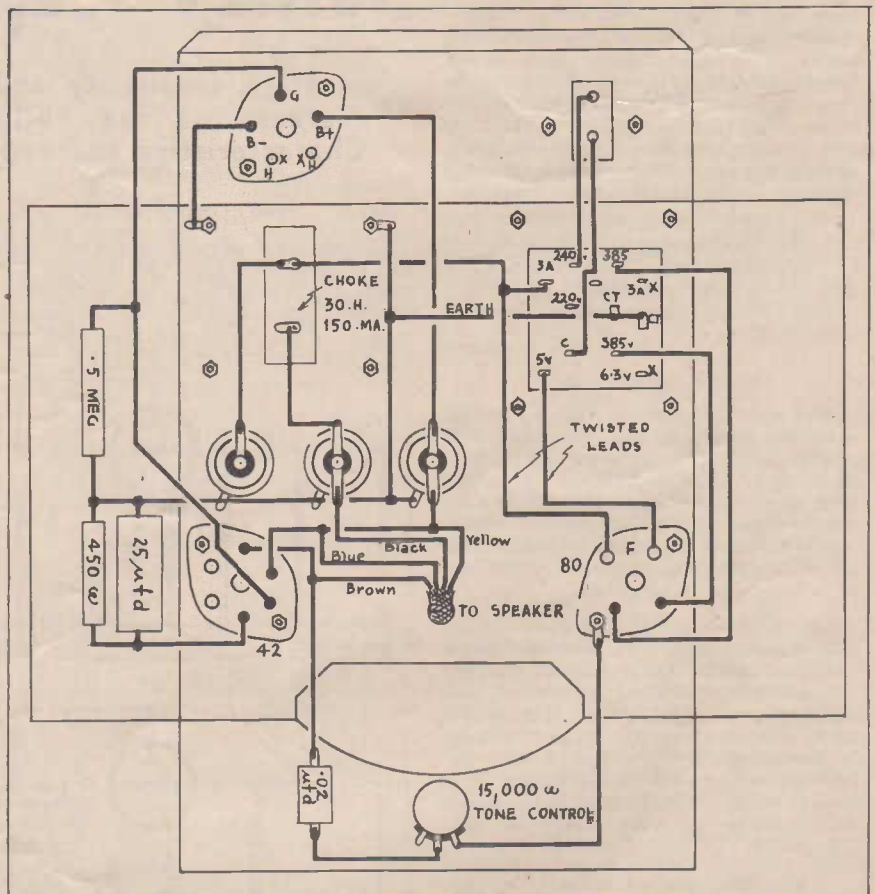 G
B-
B+
H
X
X
H
CHOKE
30.H.
150.MA.
EARTH
240v
385
3A
220v
CT
3A X
C
385v
5v
6.3v X
.5 MEG
450 ω
25 μfd
TWISTED
LEADS
Blue
Black
Yellow
Brown
TO SPEAKER
42
80
F
.02
μfd
15,000 ω
TONE CONTROL